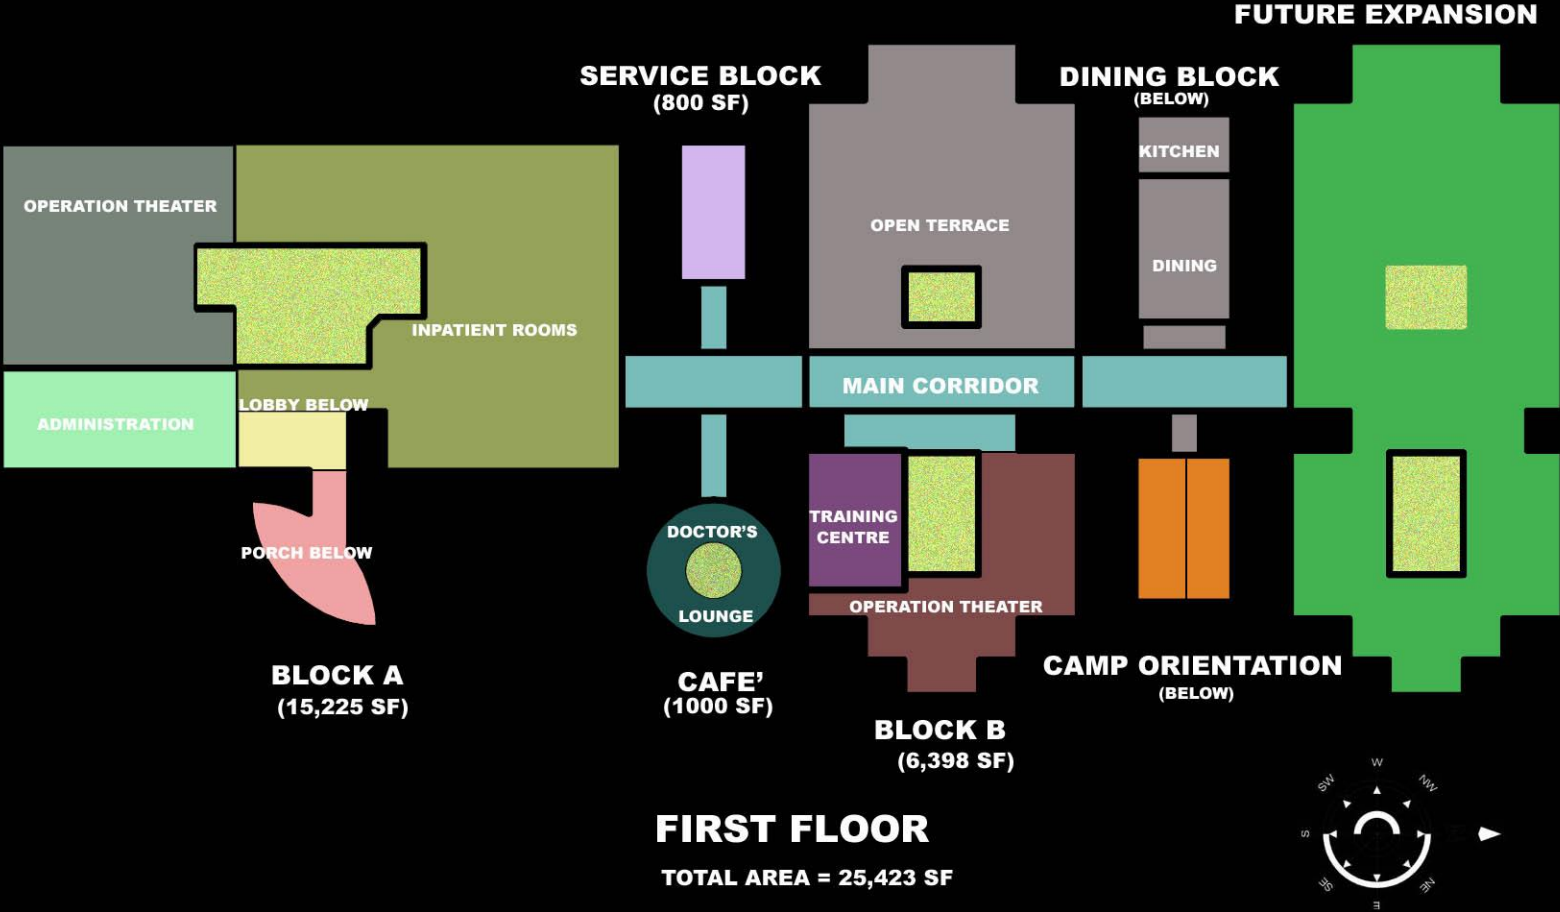 FUTURE EXPANSION
SERVICE BLOCK
(800 SF)
DINING BLOCK
(BELOW)
KITCHEN
OPERATION THEATER
OPEN TERRACE
DINING
INPATIENT ROOMS
MAIN CORRIDOR
LOBBY BELOW
ADMINISTRATION
TRAINING
CENTRE
DOCTOR'S
LOUNGE
PORCH BELOW
OPERATION THEATER
BLOCK A
(15,225 SF)
CAFE'
(1000 SF)
CAMP ORIENTATION
(BELOW)
BLOCK B
(6,398 SF)
FIRST FLOOR
TOTAL AREA = 25,423 SF
W
SW
NW
S
SE
NE
E